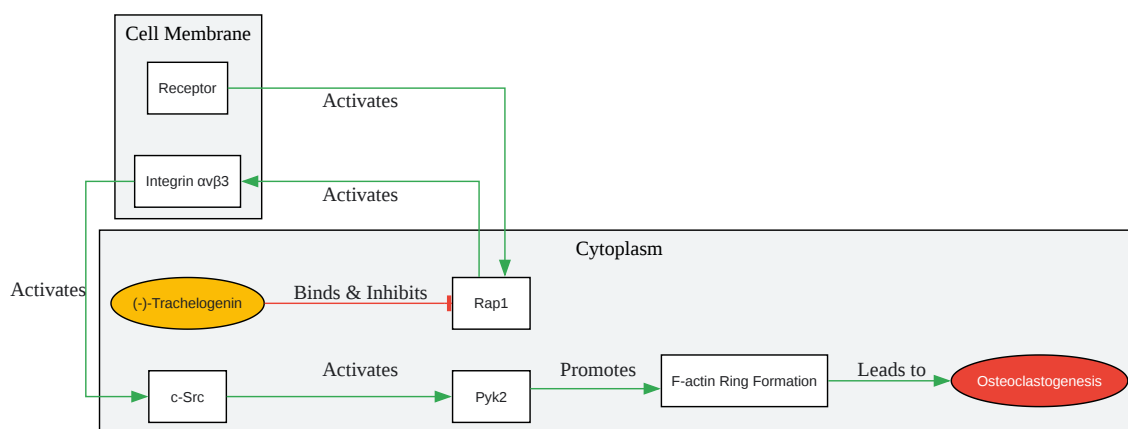 Cell Membrane
Receptor
Activates
Integrin αvβ3
Activates
Cytoplasm
Activates
(-)-Trachelogenin
Binds & Inhibits
Rap1
c-Src
Activates
Pyk2
Promotes
F-actin Ring Formation
Leads to
Osteoclastogenesis